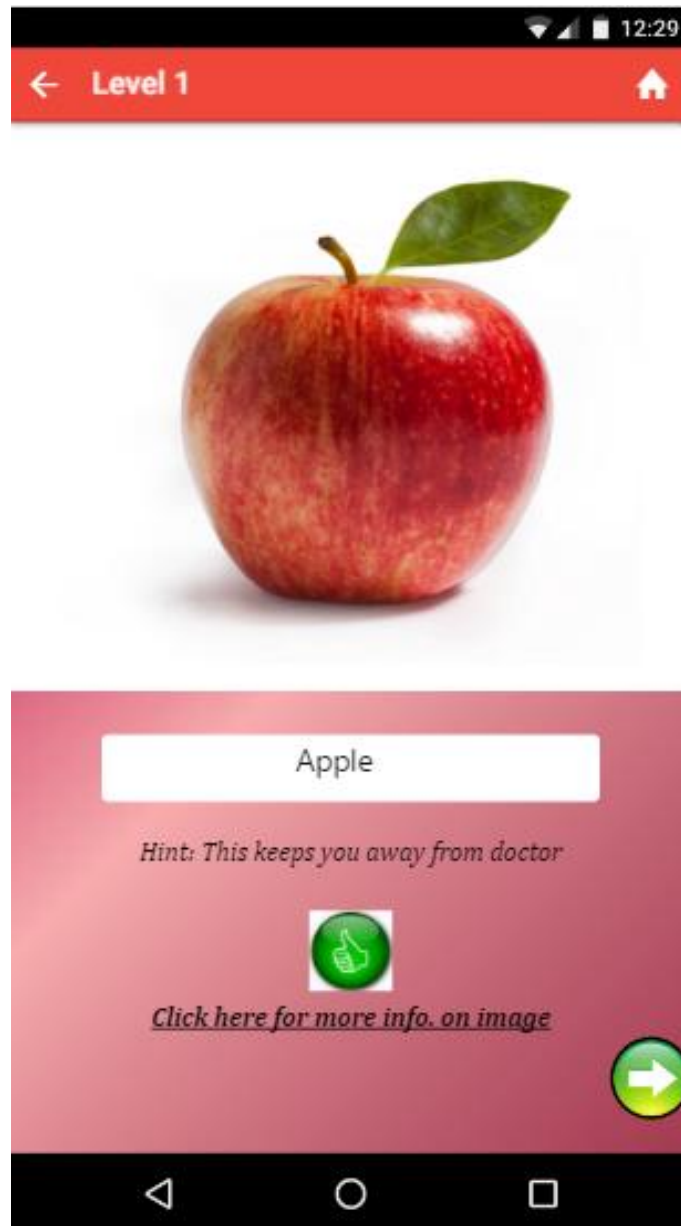 12:29
Level 1
Apple
Hint: This keeps you away from doctor
Click here for more info. on image